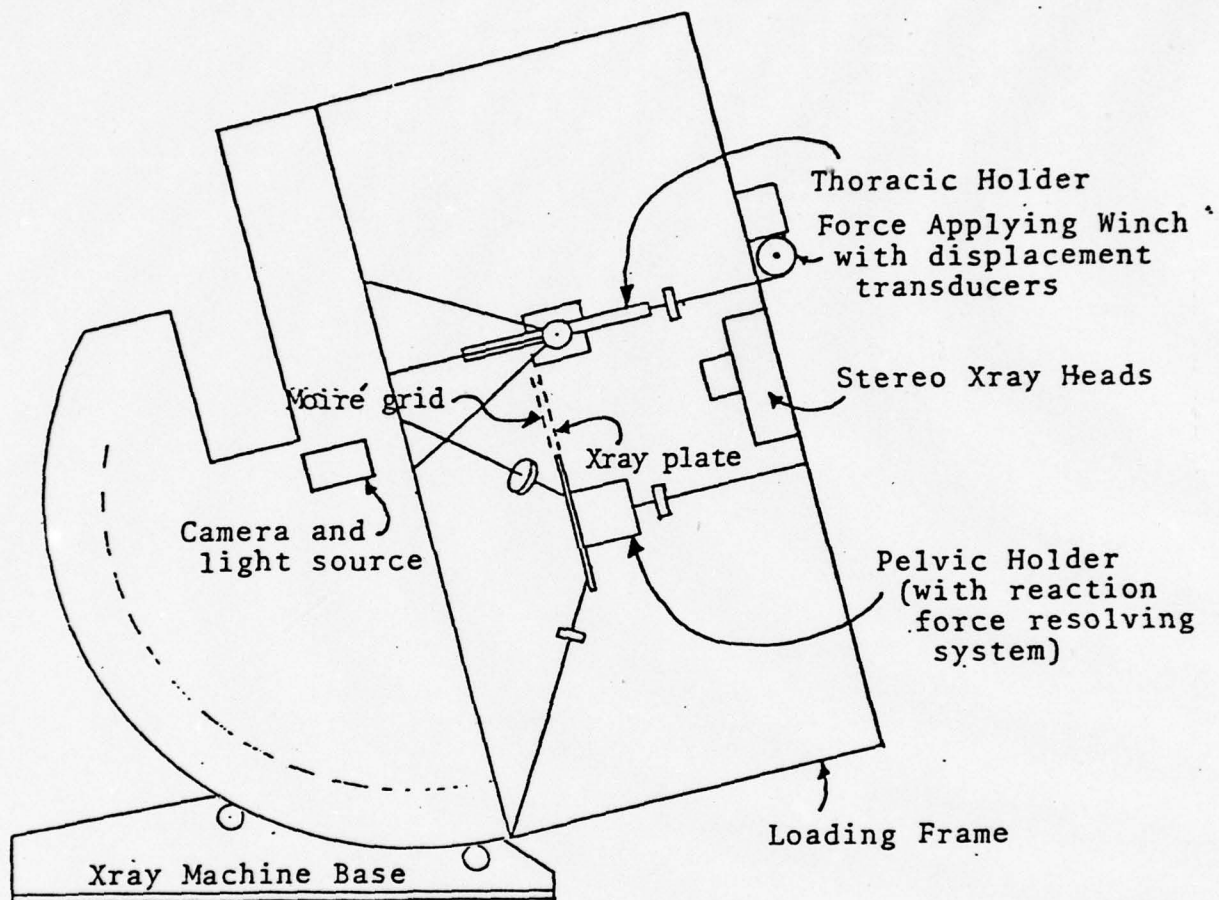 Thoracic Holder
Force Applying Winch
with displacement
transducers
Stereo Xray Heads
Moiré grid
Xray plate
Camera and
light source
Pelvic Holder
(with reaction
force resolving
system)
Loading Frame
Xray Machine Base